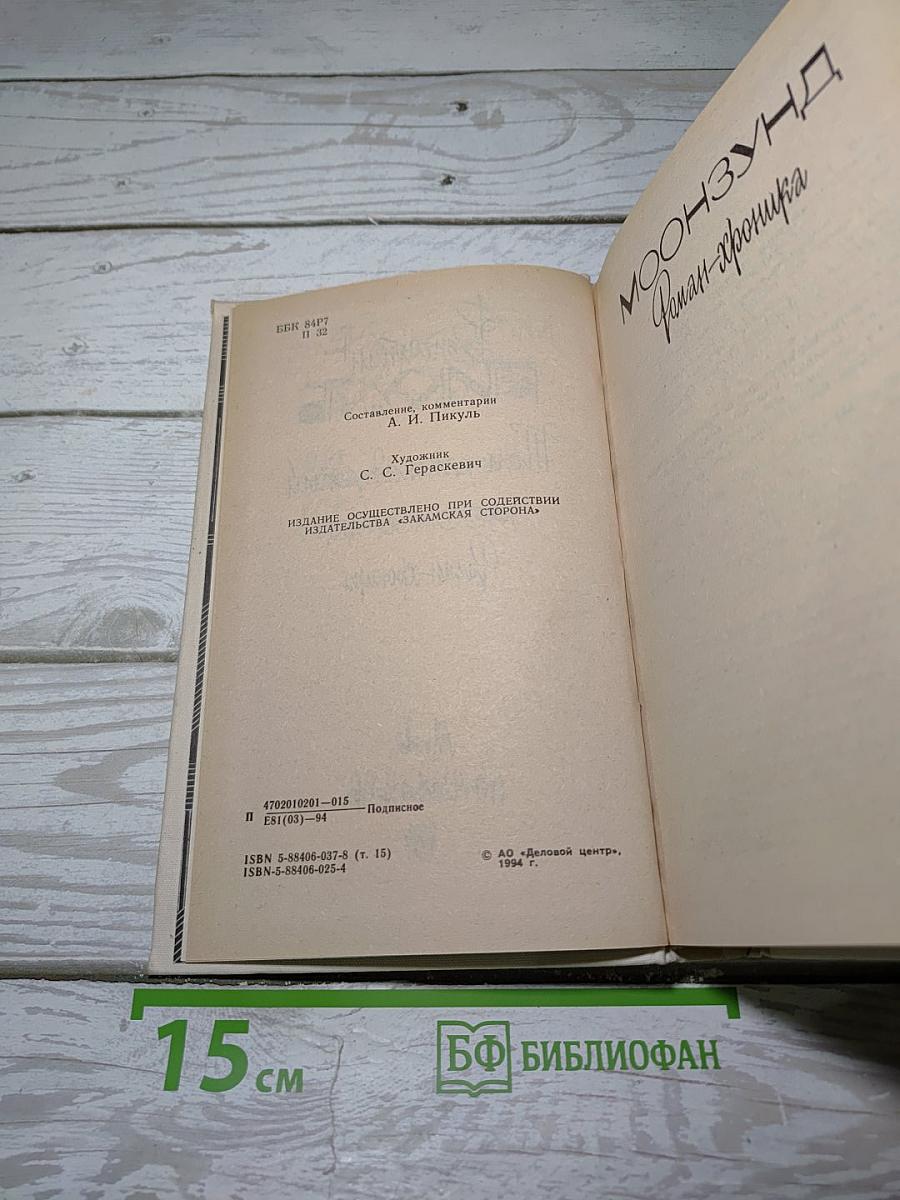 ББК 84Р7
П 32
Составление, комментарии
А. И. Пикуль
Художник
С. С. Гераскевич
ИЗДАНИЕ ОСУЩЕСТВЛЕНО ПРИ СОДЕЙСТВИИ
ИЗДАТЕЛЬСТВА «ЗАКАМСКАЯ СТОРОНА»
П 4702010201—015
Е81(03)—94 Подписное
ISBN 5-88406-037-8 (т. 15)
ISBN-5-88406-025-4
© АО «Деловой центр»,
1994 г.
МООНЗУНД
Роман-хроника
15 см
БФ БИБЛИОФАН